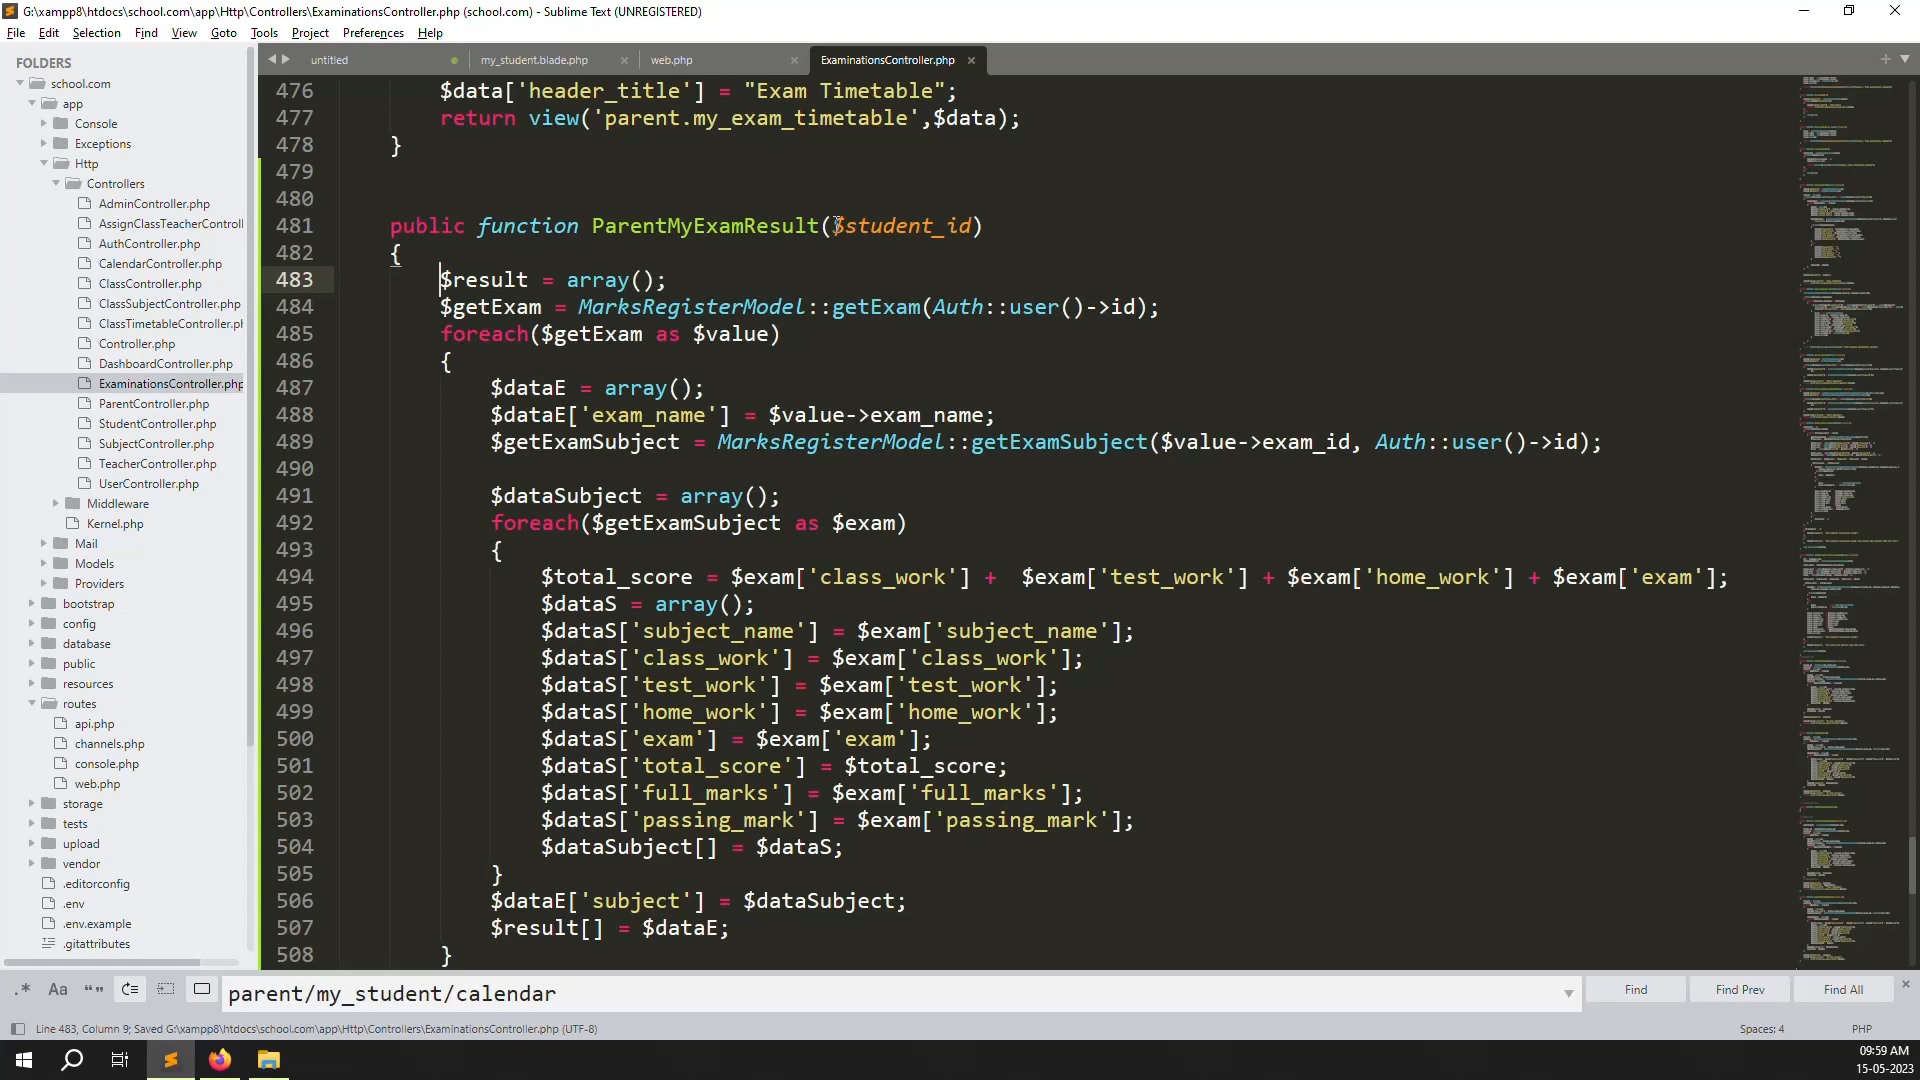 G:\xampp8\htdocs\school.com\app\Http\Controllers\ExaminationsController.php (school.com) - Sublime Text (UNREGISTERED)
File Edit Selection Find View Goto Tools Project Preferences Help
FOLDERS
school.com
app
Console
Exceptions
Http
Controllers
AdminController.php
AssignClassTeacherControll
AuthController.php
CalendarController.php
ClassController.php
ClassSubjectController.php
ClassTimetableController.ph
Controller.php
DashboardController.php
ExaminationsController.php
ParentController.php
StudentController.php
SubjectController.php
TeacherController.php
UserController.php
Middleware
Kernel.php
Mail
Models
Providers
bootstrap
config
database
public
resources
routes
api.php
channels.php
console.php
web.php
storage
tests
upload
vendor
.editorconfig
.env
.env.example
.gitattributes
untitled my_student.blade.php web.php ExaminationsController.php
476 $data['header_title'] = "Exam Timetable";
477 return view('parent.my_exam_timetable',$data);
478 }
479
480
481 public function ParentMyExamResult($student_id)
482 {
483 $result = array();
484 $getExam = MarksRegisterModel::getExam(Auth::user()->id);
485 foreach($getExam as $value)
486 {
487 $dataE = array();
488 $dataE['exam_name'] = $value->exam_name;
489 $getExamSubject = MarksRegisterModel::getExamSubject($value->exam_id, Auth::user()->id);
490
491 $dataSubject = array();
492 foreach($getExamSubject as $exam)
493 {
494 $total_score = $exam['class_work'] +  $exam['test_work'] + $exam['home_work'] + $exam['exam'];
495 $dataS = array();
496 $dataS['subject_name'] = $exam['subject_name'];
497 $dataS['class_work'] = $exam['class_work'];
498 $dataS['test_work'] = $exam['test_work'];
499 $dataS['home_work'] = $exam['home_work'];
500 $dataS['exam'] = $exam['exam'];
501 $dataS['total_score'] = $total_score;
502 $dataS['full_marks'] = $exam['full_marks'];
503 $dataS['passing_mark'] = $exam['passing_mark'];
504 $dataSubject[] = $dataS;
505 }
506 $dataE['subject'] = $dataSubject;
507 $result[] = $dataE;
508 }
.* Aa “” parent/my_student/calendar Find Find Prev Find All
Line 483, Column 9; Saved G:\xampp8\htdocs\school.com\app\Http\Controllers\ExaminationsController.php (UTF-8) Spaces: 4 PHP
09:59 AM
15-05-2023